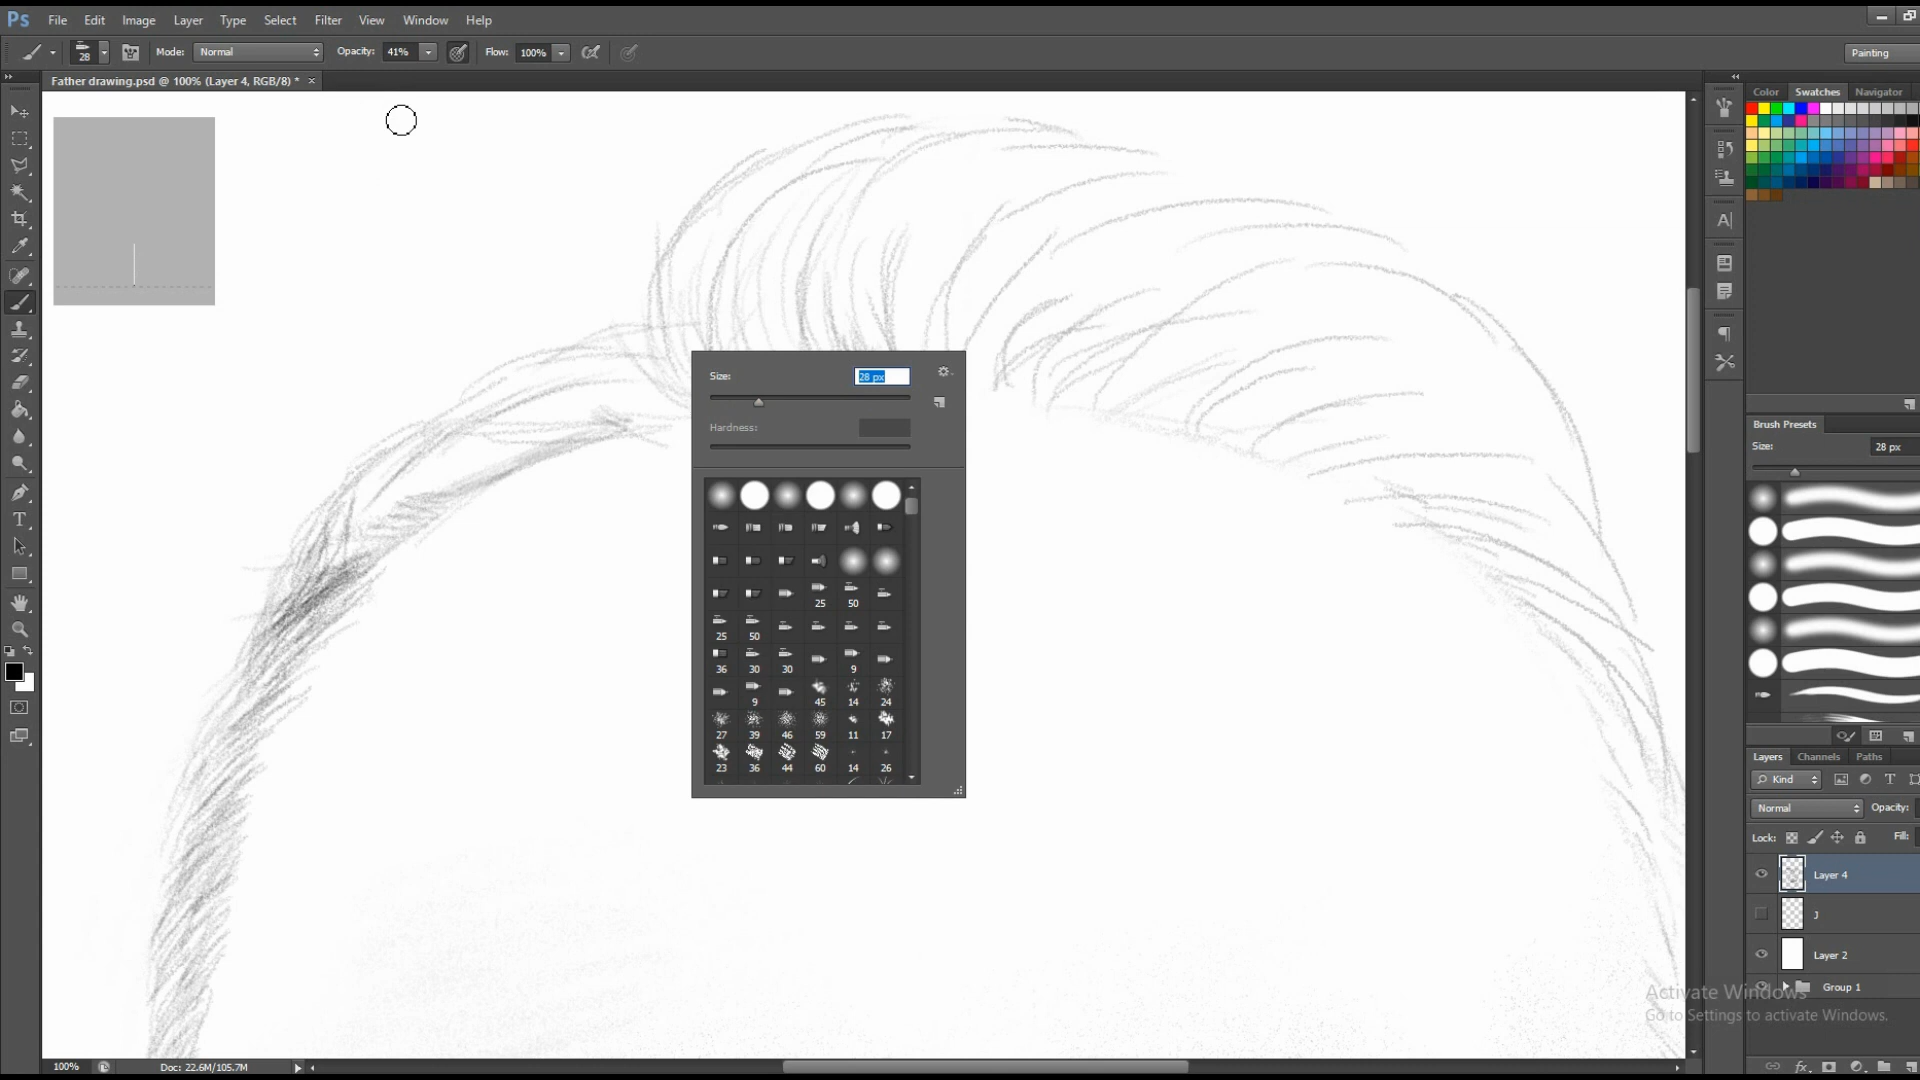 Ps File Edit Image Layer Type Select Filter View Window Help
28 Mode: Normal Opacity: 41% Flow: 100% Painting
Father drawing.psd @ 100% (Layer 4, RGB/8) * ×
Color Swatches Navigator
Size: 28 px
Hardness:
25 50
25 50
36 30 30 9
9 45 14 24
27 39 46 59 11 17
23 36 44 60 14 26
Brush Presets
Size: 28 px
Layers Channels Paths
Kind
Normal Opacity:
Lock: Fill:
Layer 4
J
Layer 2
Group 1
Activate Windows
Go to Settings to activate Windows.
100% Doc: 22.6M/105.7M